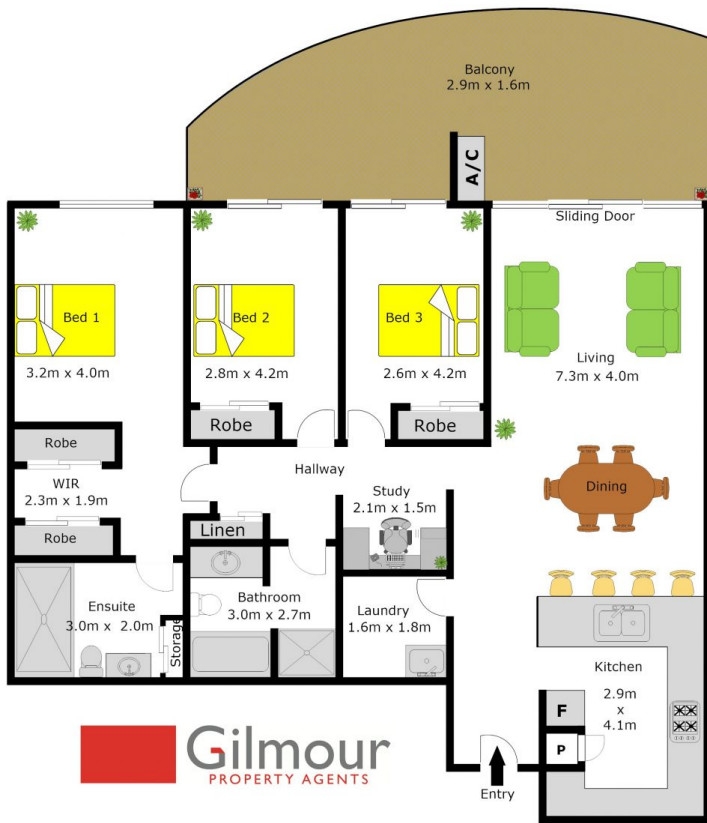 Balcony
2.9m x 1.6m
A/C
Sliding Door
Bed 1
3.2m x 4.0m
Bed 2
2.8m x 4.2m
Bed 3
2.6m x 4.2m
Living
7.3m x 4.0m
Robe
Robe
Robe
WIR
2.3m x 1.9m
Robe
Hallway
Linen
Study
2.1m x 1.5m
Dining
Ensuite
3.0m x 2.0m
Storage
Bathroom
3.0m x 2.7m
Laundry
1.6m x 1.8m
Kitchen
2.9m
x
4.1m
F
P
Entry
Gilmour
PROPERTY AGENTS